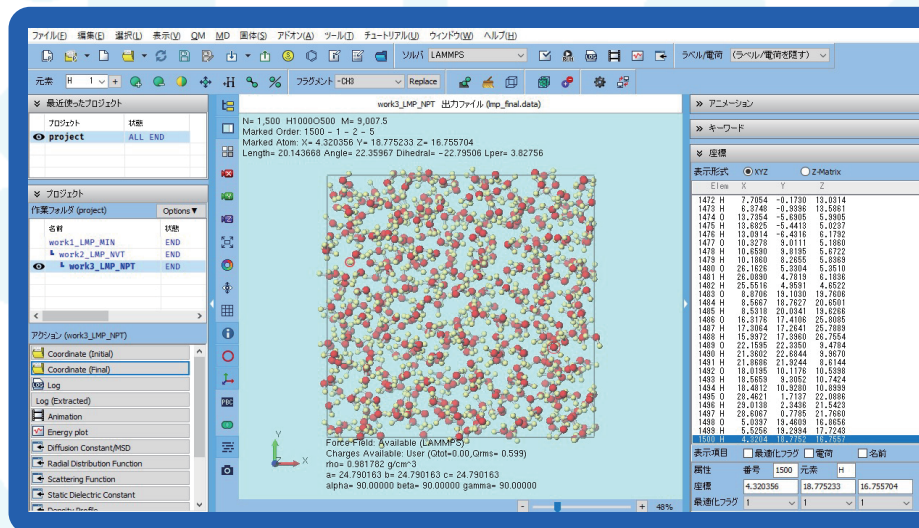 ファイル(F) 編集(E) 選択(L) 表示(V) QM MD 固体(S) アドオン(A) ツール(T) チュートリアル(U) ウィンドウ(W) ヘルプ(H)
ソルバ LAMMPS ラベル/電荷 (ラベル/電荷を隠す)
元素 H 1 + フラグメント -CH3 Replace
最近使ったプロジェクト
プロジェクト 状態
project ALL END
プロジェクト
作業フォルダ (project) Options▼
名前 状態
work1_LMP_MIN END
work2_LMP_NVT END
work3_LMP_NPT END
アクション (work3_LMP_NPT)
Coordinate (Initial)
Coordinate (Final)
Log
Log (Extracted)
Animation
Energy plot
Diffusion Constant/MSD
Radial Distribution Function
Scattering Function
Static Dielectric Constant
Density Profile
PBC
work3_LMP_NPT 出力ファイル (lmp_final.data)
N= 1,500 H1000O500 M= 9,007.5
Marked Order: 1500 - 1 - 2 - 5
Marked Atom: X= 4.320356 Y= 18.775233 Z= 16.755704
Length= 20.143668 Angle= 22.35967 Dihedral= -22.79506 Lper= 3.82756
Y
X
Force Field: Available (LAMMPS)
Charges Available: User (Qtot=0.00,Qrms= 0.599)
rho= 0.981782 g/cm^3
a= 24.790163 b= 24.790163 c= 24.790163
alpha= 90.00000 beta= 90.00000 gamma= 90.00000
- + 48%
アニメーション
キーワード
座標
表示形式 XYZ Z-Matrix
Elem X Y Z
1472 H 7.7054 -0.1730 13.0314
1473 H 6.3748 -0.9396 13.5861
1474 O 13.7354 -5.6905 5.9905
1475 H 13.6825 -5.4413 5.0237
1476 H 13.0914 -6.4316 6.1792
1477 O 10.3278 9.0111 5.1860
1478 H 10.6590 9.8195 5.6722
1479 H 10.1860 8.2655 5.8369
1480 O 26.1626 5.3304 5.3510
1481 H 26.0890 4.7819 6.1836
1482 H 25.5516 4.9591 4.6522
1483 O 8.8706 19.1030 19.7606
1484 H 8.5667 18.7627 20.6501
1485 H 8.5318 20.0341 19.6266
1486 O 16.3176 17.4106 25.8085
1487 H 17.3064 17.2641 25.7889
1488 H 15.9972 17.3960 26.7554
1489 O 22.1595 22.3350 9.4784
1490 H 21.3602 22.6844 9.9670
1491 H 21.8686 21.9244 8.6144
1492 O 18.0195 10.1176 10.5398
1493 H 18.5659 9.3052 10.7424
1494 H 18.4812 10.9280 10.8999
1495 O 28.4621 1.7137 22.0886
1496 H 29.0138 2.3436 21.5423
1497 H 28.6067 0.7785 21.7660
1498 O 5.0397 19.4609 16.8656
1499 H 5.5256 19.2994 17.7243
1500 H 4.3204 18.7752 16.7557
表示項目 最適化フラグ 電荷 名前
属性 番号 1500 元素 H
座標 4.320356 18.775233 16.755704
最適化フラグ 1 1 1